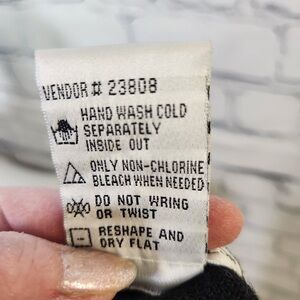 VENDOR # 23808
HAND WASH COLD
SEPARATELY
INSIDE OUT
ONLY NON-CHLORINE
BLEACH WHEN NEEDED
DO NOT WRING
OR TWIST
RESHAPE AND
DRY FLAT